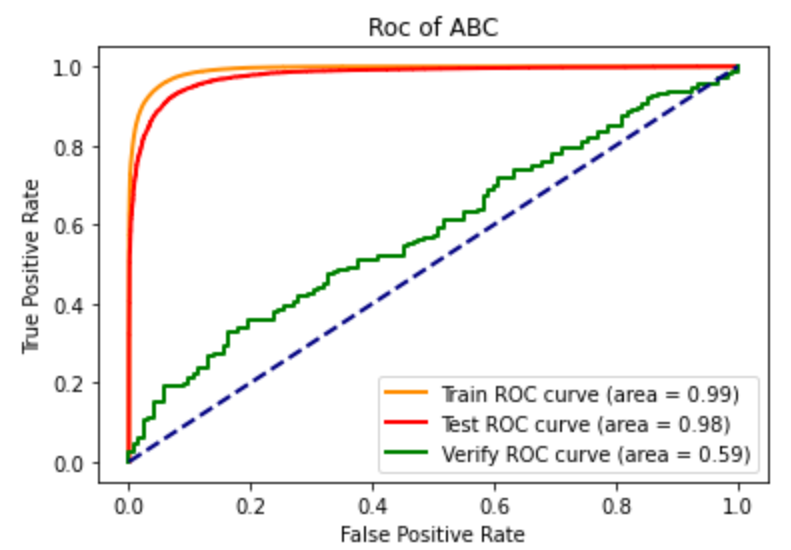 Roc of ABC
True Positive Rate
1.0
0.8
0.6
0.4
0.2
0.0
Train ROC curve (area = 0.99)
Test ROC curve (area = 0.98)
Verify ROC curve (area = 0.59)
0.0 0.2 0.4 0.6 0.8 1.0
False Positive Rate